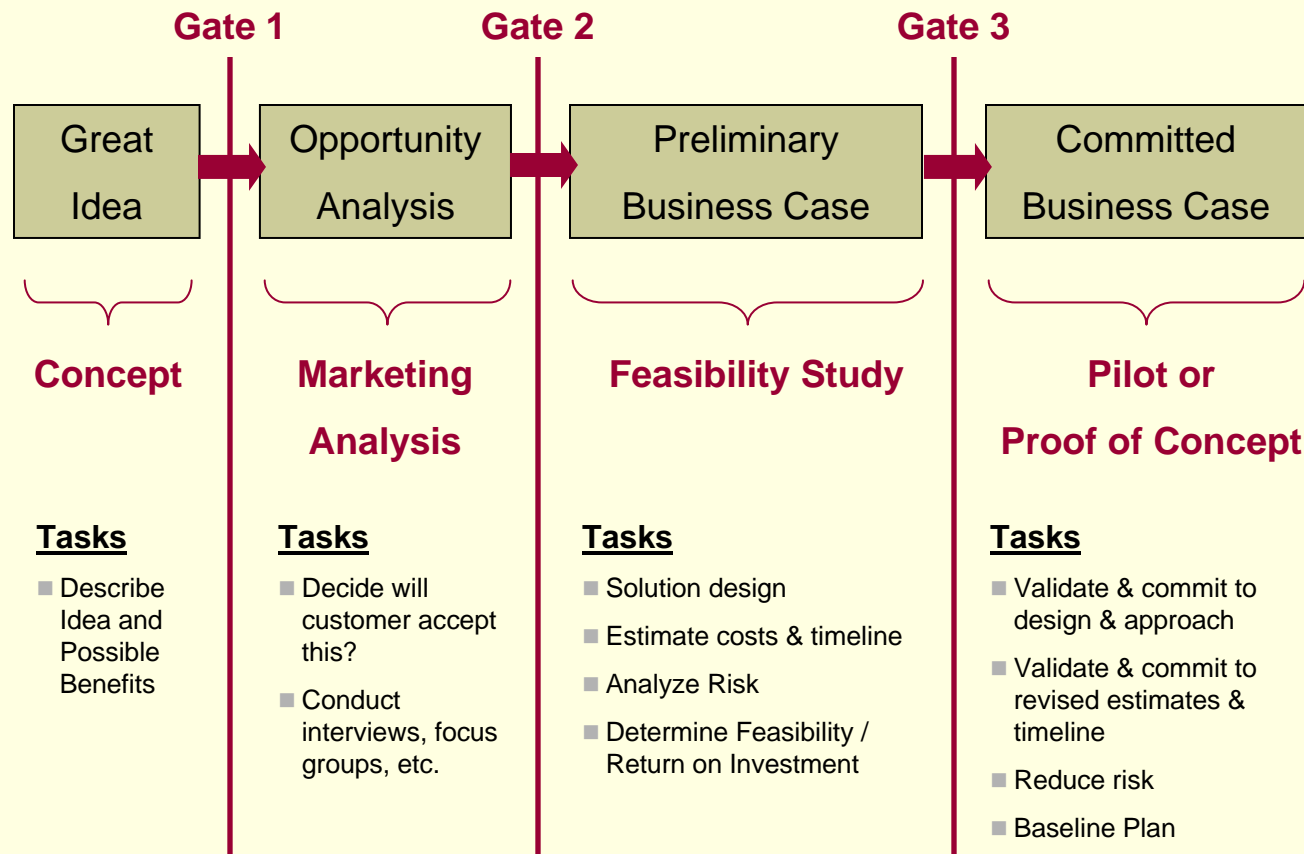 Gate 1
Gate 2
Gate 3
Great
Idea
Opportunity
Analysis
Preliminary
Business Case
Committed
Business Case
Concept
Marketing
Analysis
Feasibility Study
Pilot or
Proof of Concept
Tasks
Describe
Idea and
Possible
Benefits
Tasks
Decide will
customer accept
this?
Conduct
interviews, focus
groups, etc.
Tasks
Solution design
Estimate costs & timeline
Analyze Risk
Determine Feasibility /
Return on Investment
Tasks
Validate & commit to
design & approach
Validate & commit to
revised estimates &
timeline
Reduce risk
Baseline Plan